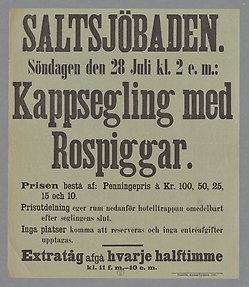 SALTSJÖBADEN.
Söndagen den 28 Juli kl. 2 e. m.:
Kappsegling med
Rospiggar.
Prisen bestå af: Penningepris à Kr. 100, 50, 25,
15 och 10.
Prisutdelning eger rum nedanför hotelltrappan omedelbart
efter seglingens slut.
Inga platser komma att reserveras och inga entréafgifter
upptagas.
Extratåg afgå hvarje halftimme
kl. 11 f. m.–10 e. m.